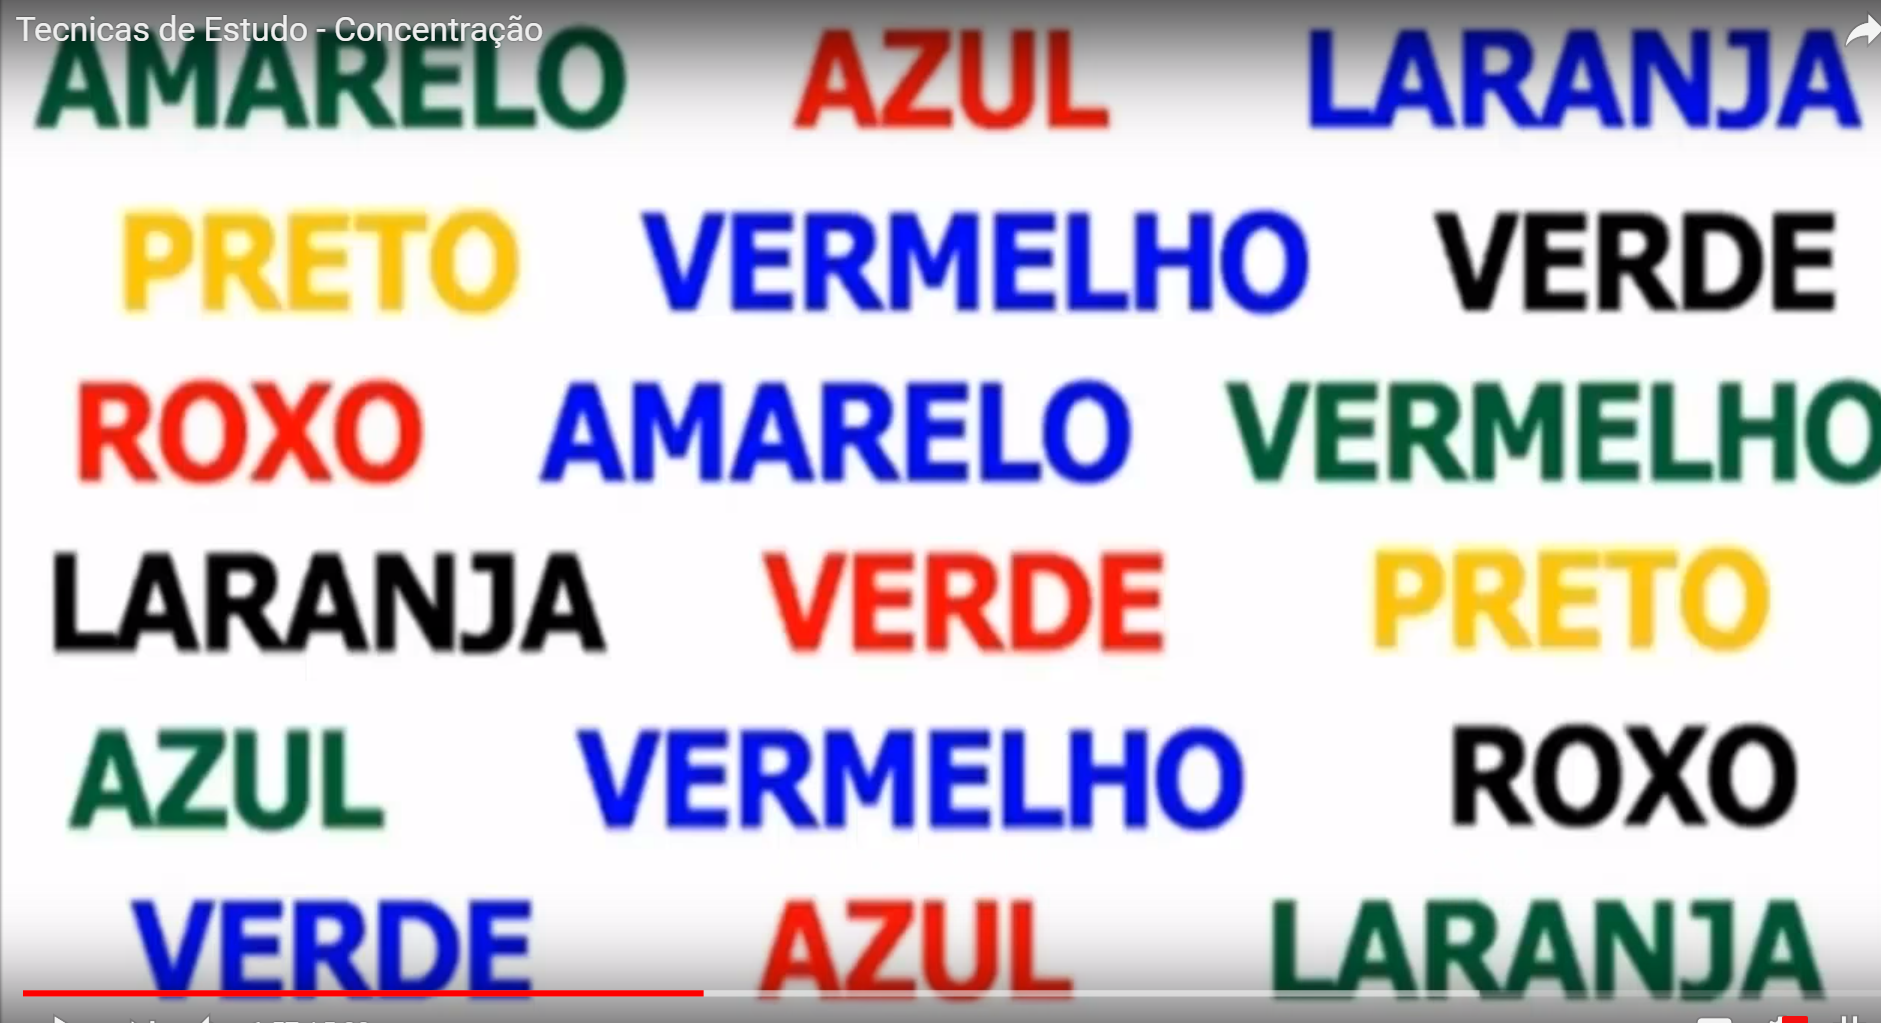 Tecnicas de Estudo - Concentração
AMARELO AZUL LARANJA
PRETO VERMELHO VERDE
ROXO AMARELO VERMELHO
LARANJA VERDE PRETO
AZUL VERMELHO ROXO
VERDE AZUL LARANJA